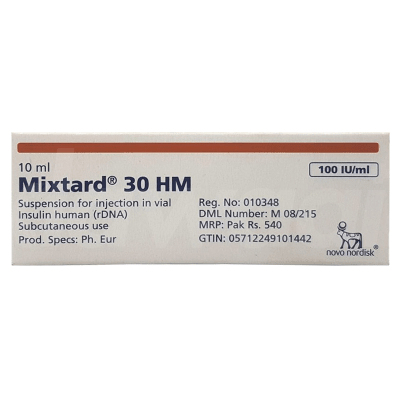 10 ml
Mixtard® 30 HM
Suspension for injection in vial
Insulin human (rDNA)
Subcutaneous use
Prod. Specs: Ph. Eur
100 IU/ml
Reg. No: 010348
DML Number: M 08/215
MRP: Pak Rs. 540
GTIN: 05712249101442
novo nordisk®